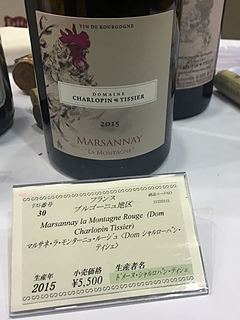 VIN DE BOURGOGNE
DOMAINE
CHARLOPIN TISSIER
2015
MARSANNAY
"LA MONTAGNE"
フランス
ブルゴーニュ地区
30
Marsannay la Montagne Rouge (Dom
Charlopin Tissier)
マルサネ・ラ・モンターニュ・ルージュ (Dom シャルローパン・
ティシェ)
生産年
小売価格
生産者名
2015
¥5,500
ドメーヌ・シャルロパン・ティシェ